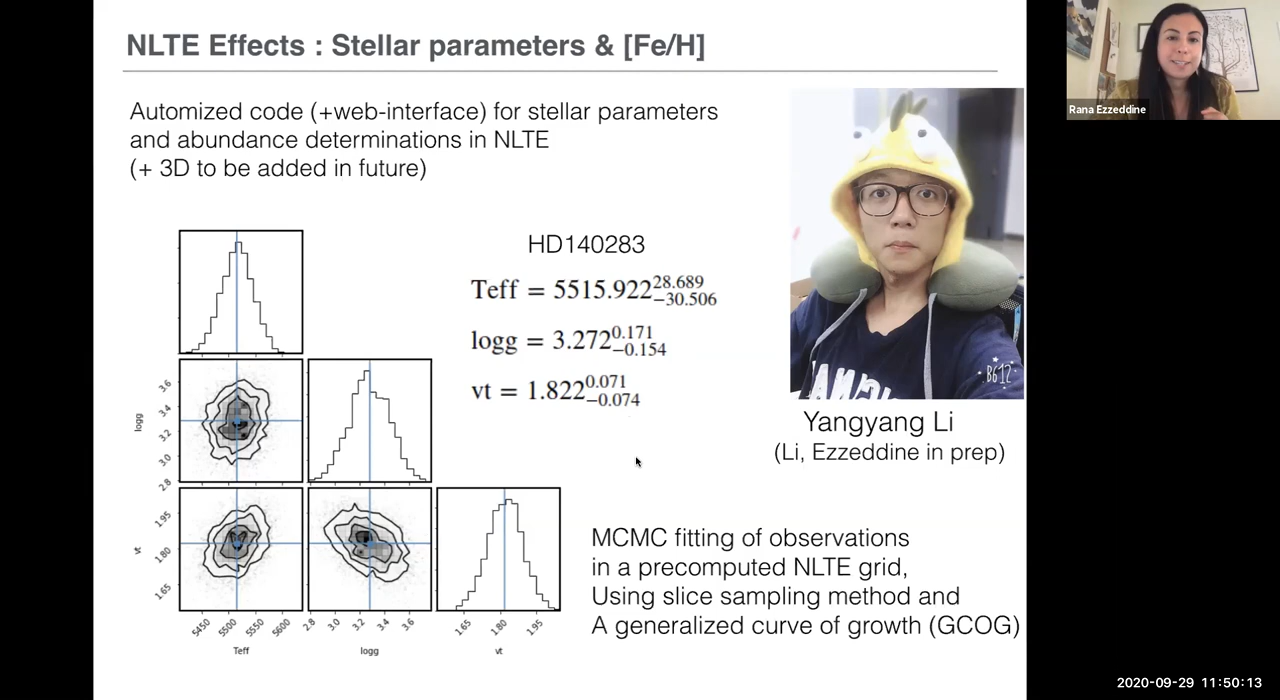 NLTE Effects : Stellar parameters & [Fe/H]
Automized code (+web-interface) for stellar parameters
and abundance determinations in NLTE
(+ 3D to be added in future)
HD140283
Teff = 5515.922 28.689 −30.506
logg = 3.272 0.171 −0.154
vt = 1.822 0.071 −0.074
Yangyang Li
(Li, Ezzeddine in prep)
MCMC fitting of observations
in a precomputed NLTE grid,
Using slice sampling method and
A generalized curve of growth (GCOG)
logg
3.6
3.4
3.2
3.0
2.8
vt
1.95
1.80
1.65
5450 5500 5550 5600
Teff
2.8 3.0 3.2 3.4 3.6
logg
1.65 1.80 1.95
vt
B612
Rana Ezzeddine
2020-09-29 11:50:13